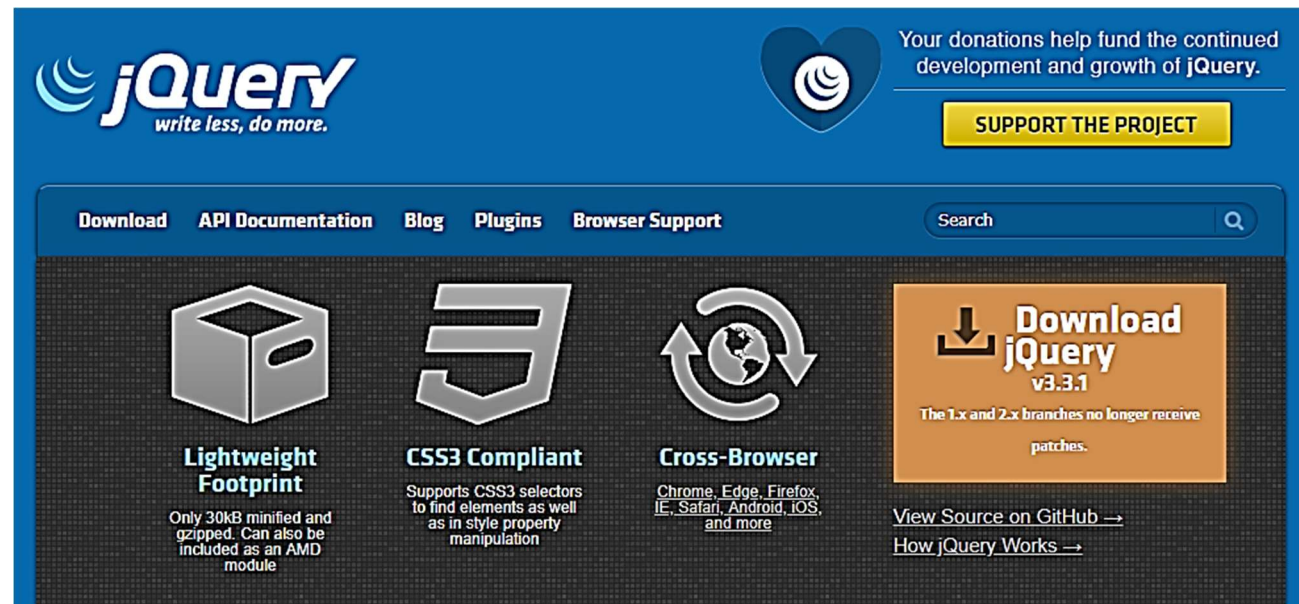 jQuery
write less, do more.
Your donations help fund the continued
development and growth of jQuery.
SUPPORT THE PROJECT
Download API Documentation Blog Plugins Browser Support
Search
Lightweight
Footprint
Only 30kB minified and
gzipped. Can also be
included as an AMD
module
CSS3 Compliant
Supports CSS3 selectors
to find elements as well
as in style property
manipulation
Cross-Browser
Chrome, Edge, Firefox,
IE, Safari, Android, iOS,
and more
Download
jQuery
v3.3.1
The 1.x and 2.x branches no longer receive
patches.
View Source on GitHub →
How jQuery Works →